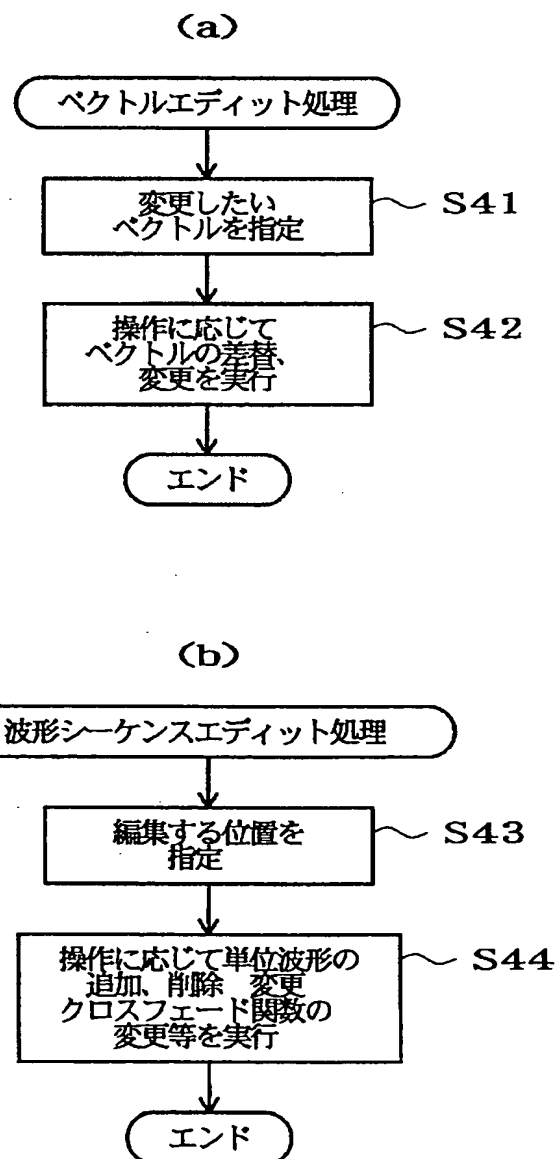 (a)
ベクトルエディット処理
変更したい
ベクトルを指定
S41
操作に応じて
ベクトルの差替、
変更を実行
S42
エンド
(b)
波形シーケンスエディット処理
編集する位置を
指定
S43
操作に応じて単位波形の
追加、削除 変更
クロスフェード関数の
変更等を実行
S44
エンド